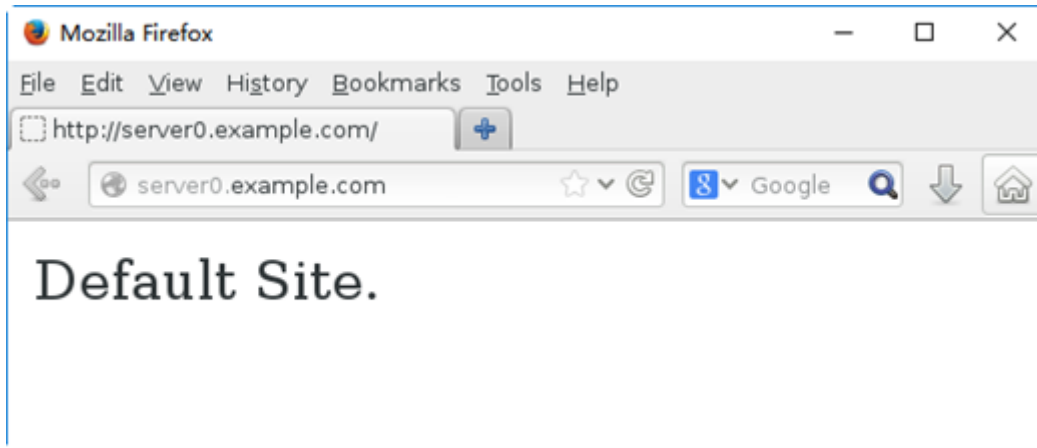 Mozilla Firefox
File Edit View History Bookmarks Tools Help
http://server0.example.com/
server0.example.com 8 Google
Default Site.